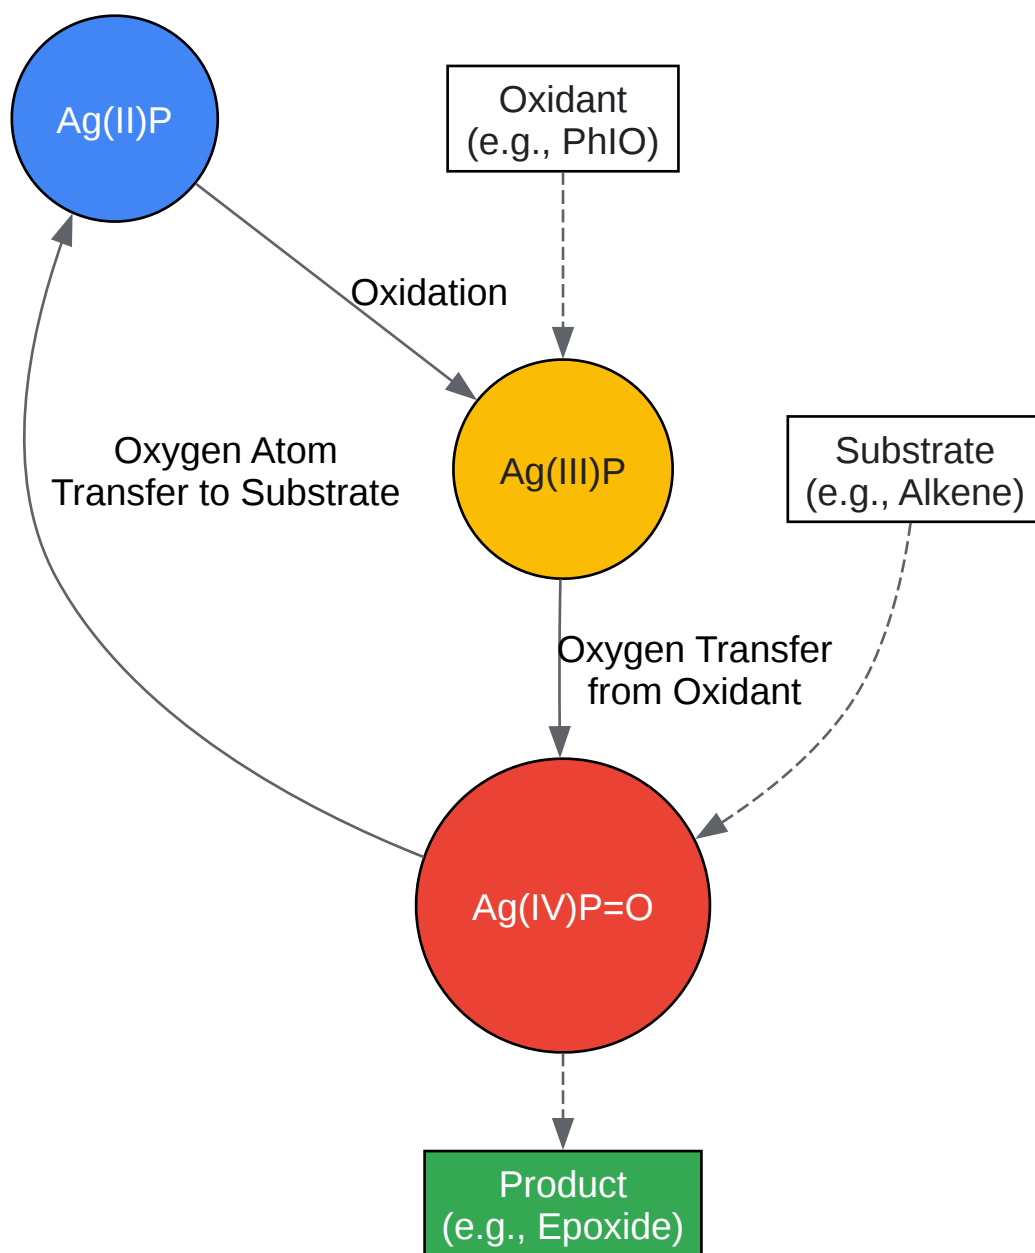 Ag(II)P
Oxidant
(e.g., PhIO)
Oxidation
Oxygen Atom
Transfer to Substrate
Ag(III)P
Substrate
(e.g., Alkene)
Oxygen Transfer
from Oxidant
Ag(IV)P=O
Product
(e.g., Epoxide)